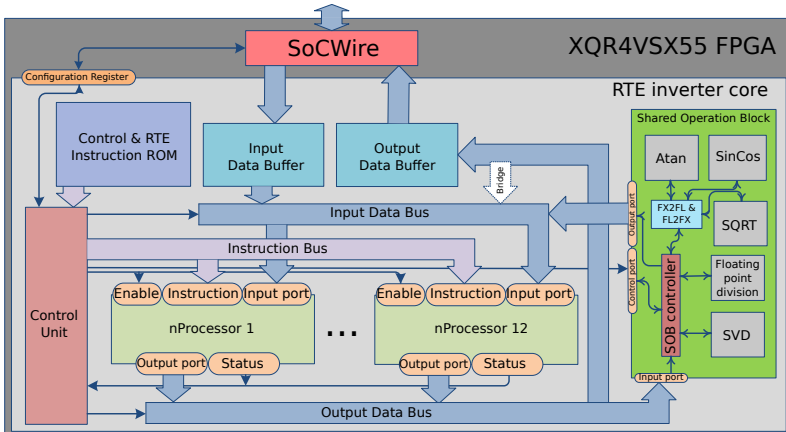 SoCWire
XQR4VSX55 FPGA
Configuration Register
RTE inverter core
Control & RTE
Instruction ROM
Input
Data Buffer
Output
Data Buffer
Bridge
Shared Operation Block
Atan
SinCos
FX2FL &
FL2FX
SQRT
Output port
Control port
SOB controller
Floating
point
division
SVD
Input port
Input Data Bus
Instruction Bus
Control
Unit
Enable
Instruction
Input port
nProcessor 1
Output port
Status
...
Enable
Instruction
Input port
nProcessor 12
Output port
Status
Output Data Bus